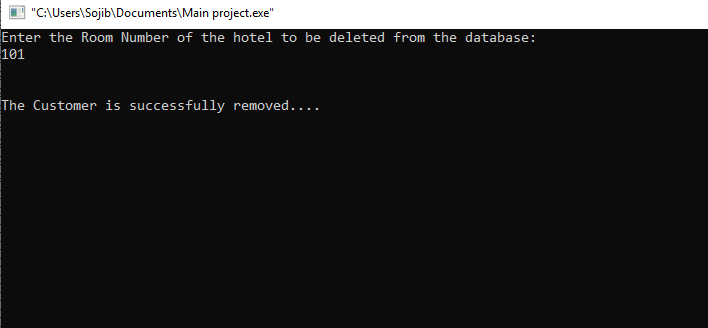 "C:\Users\Sojib\Documents\Main project.exe"
Enter the Room Number of the hotel to be deleted from the database:
101
The Customer is successfully removed....